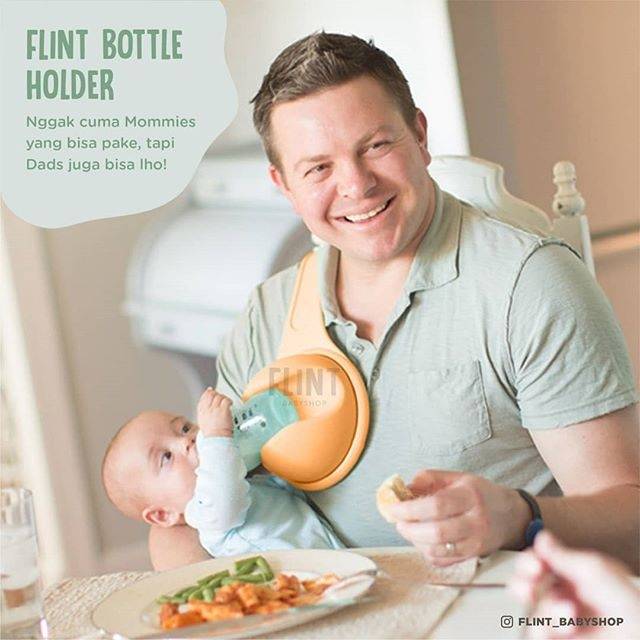 FLINT BOTTLE
HOLDER
Nggak cuma Mommies
yang bisa pake, tapi
Dads juga bisa lho!
FLINT
BABYSHOP
FLINT_BABYSHOP